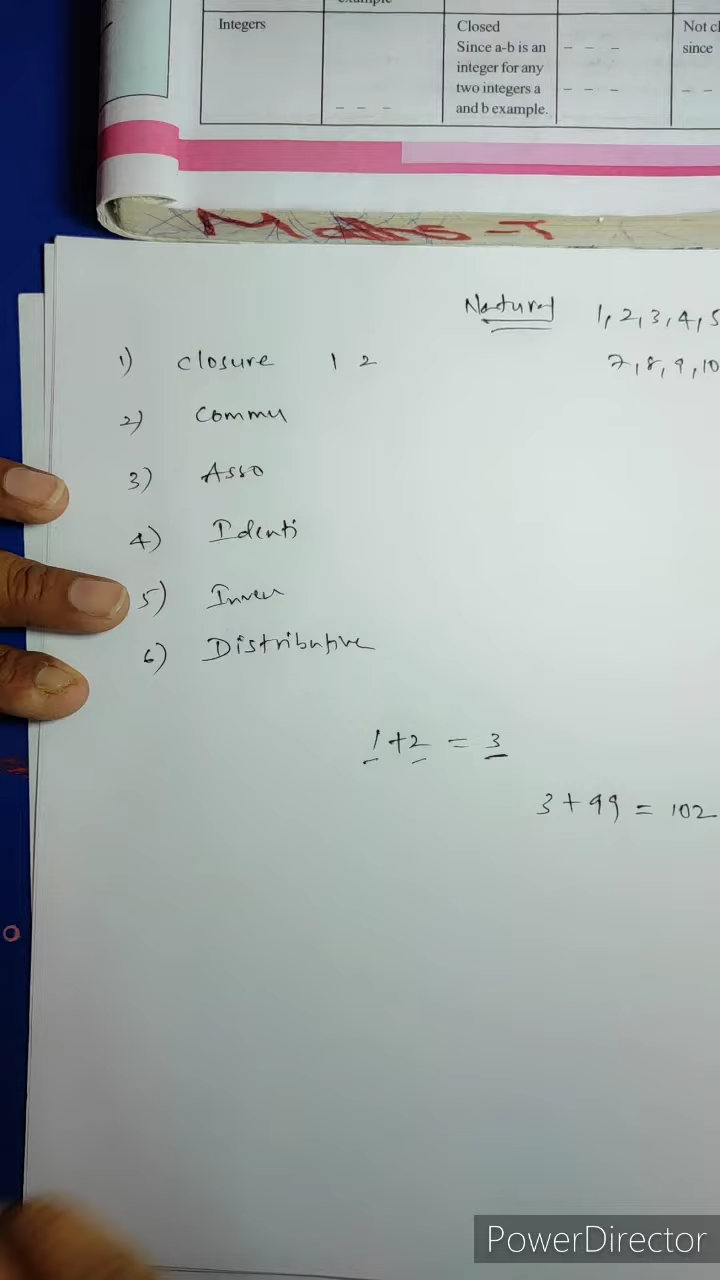 example
Integers
Closed
Since a-b is an
integer for any
two integers a
and b example.
- - -
- - -
- - -
Not cl
since
- -
Maths - I
Natural 1, 2, 3, 4, 5
7, 8, 9, 10
1) closure 1 2
2) Commu
3) Asso
4) Identi
5) Inver
6) Distributive
1 + 2 = 3
3 + 99 = 102
PowerDirector